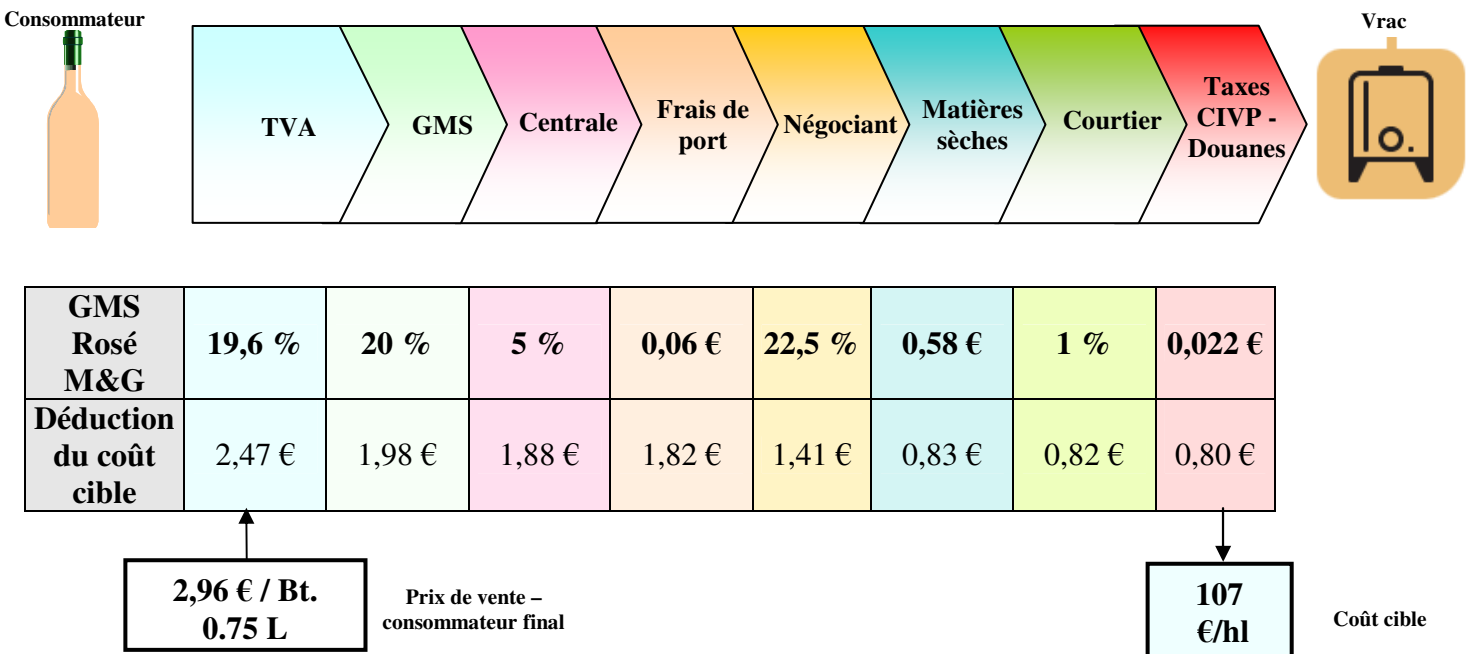 Consommateur
Vrac
TVA
GMS
Centrale
Frais de
port
Négociant
Matières
sèches
Courtier
Taxes
CIVP -
Douanes
GMS
Rosé
M&G
19,6 %
20 %
5 %
0,06 €
22,5 %
0,58 €
1 %
0,022 €
Déduction
du coût
cible
2,47 €
1,98 €
1,88 €
1,82 €
1,41 €
0,83 €
0,82 €
0,80 €
2,96 € / Bt.
0.75 L
Prix de vente –
consommateur final
107
€/hl
Coût cible